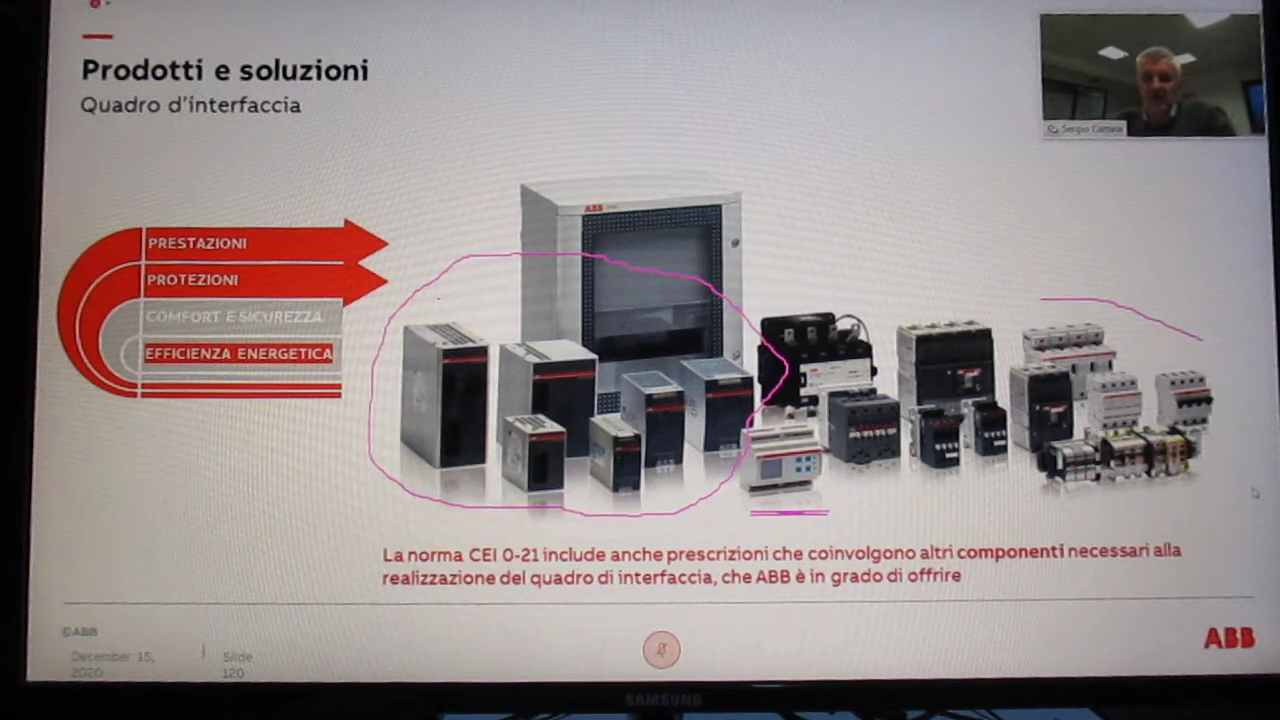 Prodotti e soluzioni
Quadro d'interfaccia
PRESTAZIONI
PROTEZIONI
COMFORT E SICUREZZA
EFFICIENZA ENERGETICA
ABB
Sergio
La norma CEI 0-21 include anche prescrizioni che coinvolgono altri componenti necessari alla
realizzazione del quadro di interfaccia, che ABB è in grado di offrire
©ABB
December 15,
2020
Slide
120
ABB
SAMSUNG